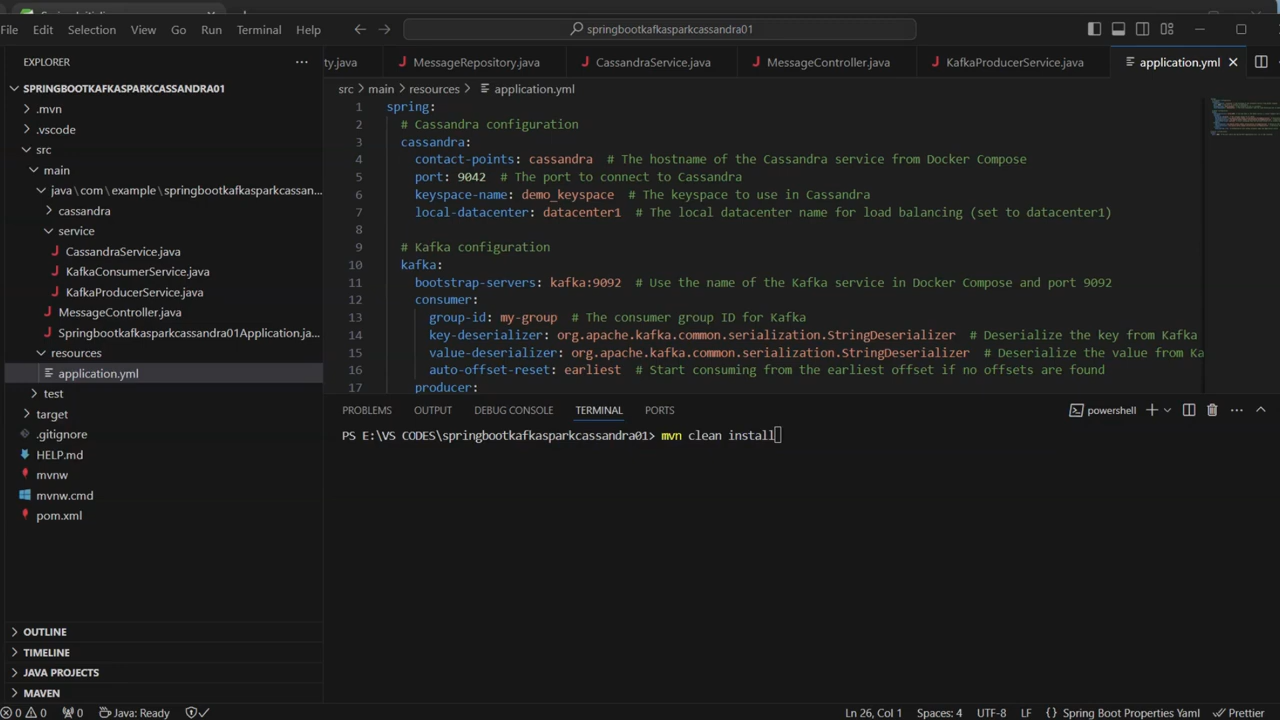 File Edit Selection View Go Run Terminal Help springbootkafkasparkcassandra01
EXPLORER
SPRINGBOOTKAFKASPARKCASSANDRA01
.mvn
.vscode
src
main
java\com\example\springbootkafkasparkcassan...
cassandra
service
CassandraService.java
KafkaConsumerService.java
KafkaProducerService.java
MessageController.java
Springbootkafkasparkcassandra01Application.ja...
resources
application.yml
test
target
.gitignore
HELP.md
mvnw
mvnw.cmd
pom.xml
OUTLINE
TIMELINE
JAVA PROJECTS
MAVEN
ty.java MessageRepository.java CassandraService.java MessageController.java KafkaProducerService.java application.yml
src > main > resources > application.yml
1 spring:
2 # Cassandra configuration
3 cassandra:
4 contact-points: cassandra # The hostname of the Cassandra service from Docker Compose
5 port: 9042 # The port to connect to Cassandra
6 keyspace-name: demo_keyspace # The keyspace to use in Cassandra
7 local-datacenter: datacenter1 # The local datacenter name for load balancing (set to datacenter1)
8
9 # Kafka configuration
10 kafka:
11 bootstrap-servers: kafka:9092 # Use the name of the Kafka service in Docker Compose and port 9092
12 consumer:
13 group-id: my-group # The consumer group ID for Kafka
14 key-deserializer: org.apache.kafka.common.serialization.StringDeserializer # Deserialize the key from Kafka
15 value-deserializer: org.apache.kafka.common.serialization.StringDeserializer # Deserialize the value from Ka
16 auto-offset-reset: earliest # Start consuming from the earliest offset if no offsets are found
17 producer:
PROBLEMS OUTPUT DEBUG CONSOLE TERMINAL PORTS powershell
PS E:\VS CODES\springbootkafkasparkcassandra01> mvn clean install
0 0 0 Java: Ready Ln 26, Col 1 Spaces: 4 UTF-8 LF {} Spring Boot Properties Yaml Prettier